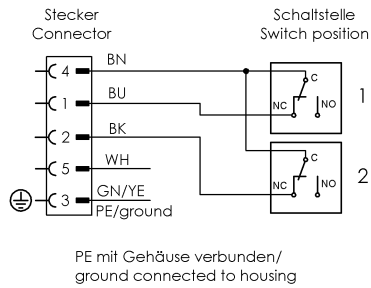 Stecker
Connector
Schaltstelle
Switch position
4
BN
1
BU
2
BK
5
WH
3
GN/YE
PE/ground
C
NC
NO
1
C
NC
NO
2
PE mit Gehäuse verbunden/
ground connected to housing